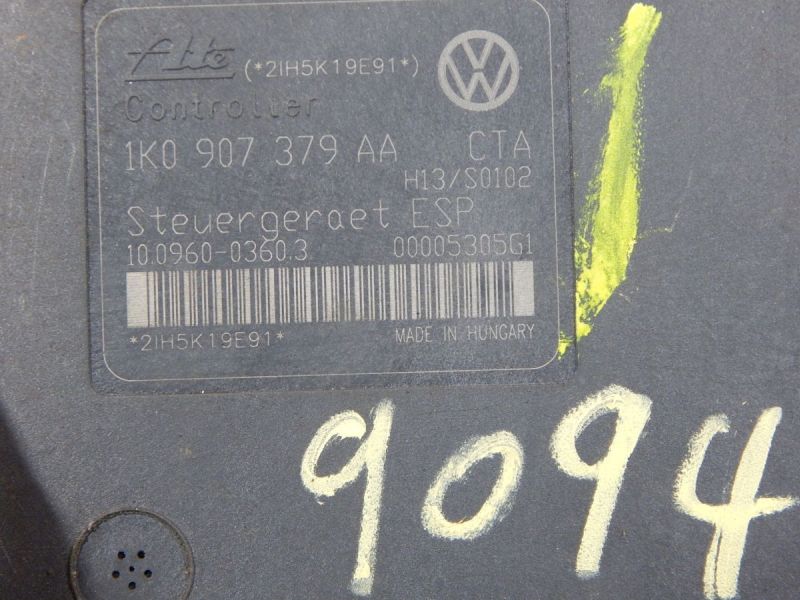 Ate (*2IH5K19E91*)
Controller
1K0 907 379 AA CTA
H13/S0102
Steuergeraet ESP
10.0960-0360.3 00005305G1
*2IH5K19E91* MADE IN HUNGARY
9094